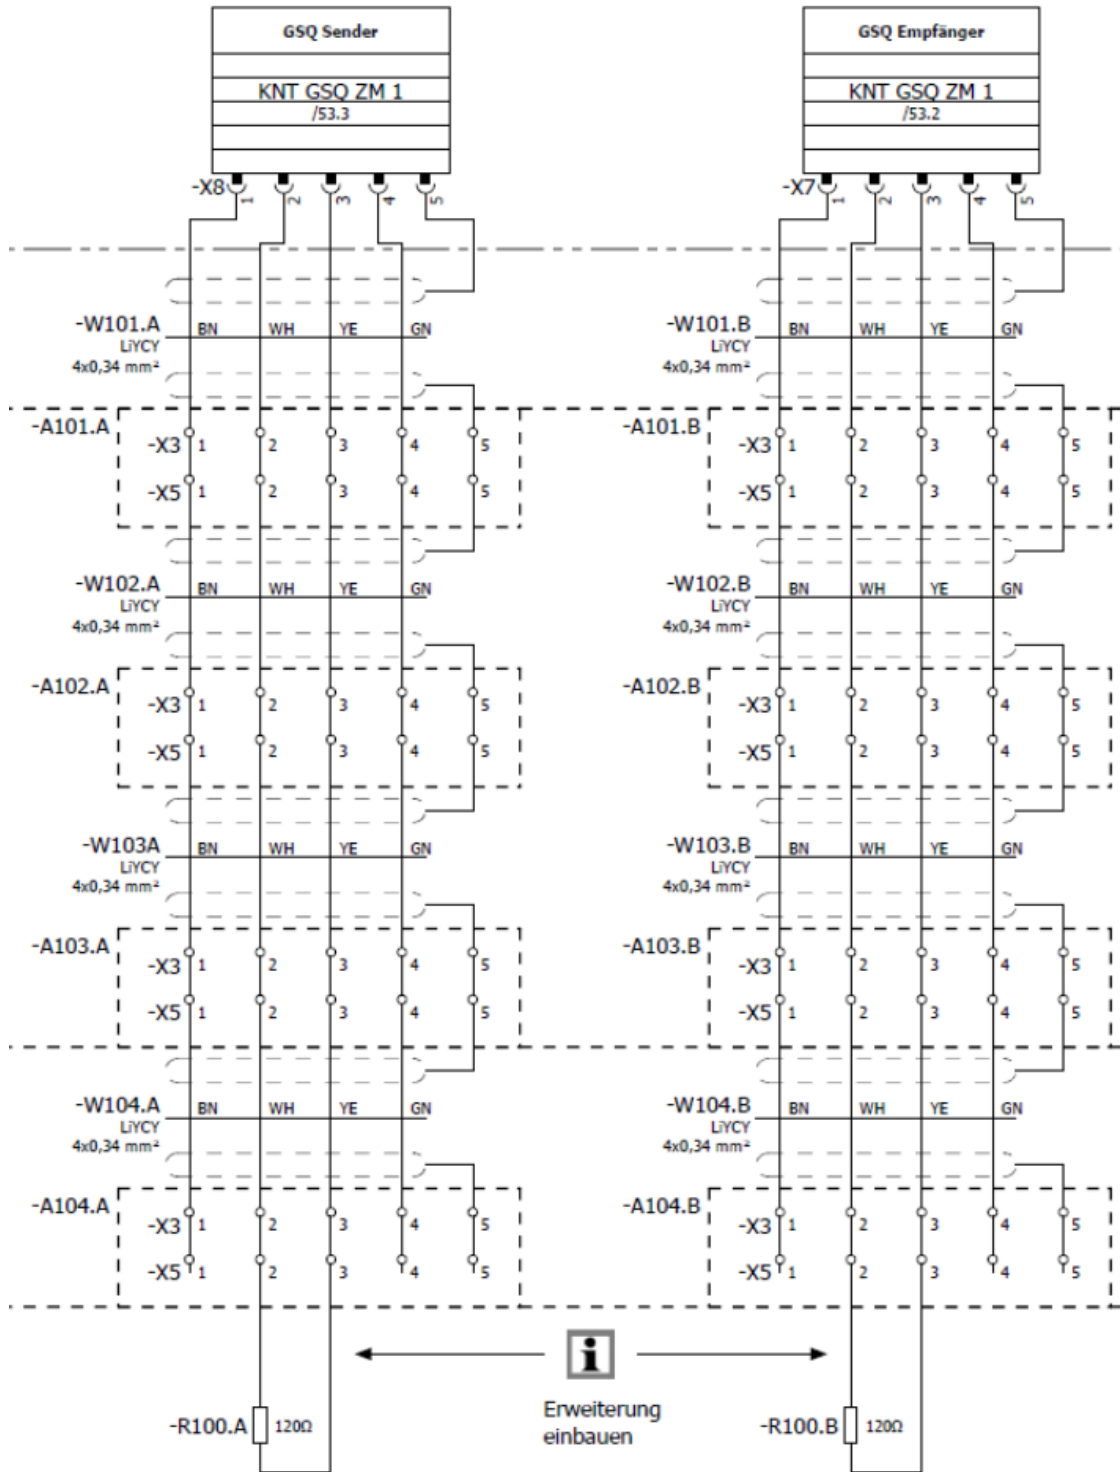 GSQ Sender
GSQ Empfänger
KNT GSQ ZM 1
KNT GSQ ZM 1
/53.3
/53.2
-X8 1 2 3 4 5
-X7 1 2 3 4 5
-W101.A BN WH YE GN
LiYCY
4x0,34 mm²
-W101.B BN WH YE GN
LiYCY
4x0,34 mm²
-A101.A
-X3 1 2 3 4 5
-X5 1 2 3 4 5
-A101.B
-X3 1 2 3 4 5
-X5 1 2 3 4 5
-W102.A BN WH YE GN
LiYCY
4x0,34 mm²
-W102.B BN WH YE GN
LiYCY
4x0,34 mm²
-A102.A
-X3 1 2 3 4 5
-X5 1 2 3 4 5
-A102.B
-X3 1 2 3 4 5
-X5 1 2 3 4 5
-W103A BN WH YE GN
LiYCY
4x0,34 mm²
-W103.B BN WH YE GN
LiYCY
4x0,34 mm²
-A103.A
-X3 1 2 3 4 5
-X5 1 2 3 4 5
-A103.B
-X3 1 2 3 4 5
-X5 1 2 3 4 5
-W104.A BN WH YE GN
LiYCY
4x0,34 mm²
-W104.B BN WH YE GN
LiYCY
4x0,34 mm²
-A104.A
-X3 1 2 3 4 5
-X5 1 2 3 4 5
-A104.B
-X3 1 2 3 4 5
-X5 1 2 3 4 5
i
Erweiterung
einbauen
-R100.A 120Ω
-R100.B 120Ω